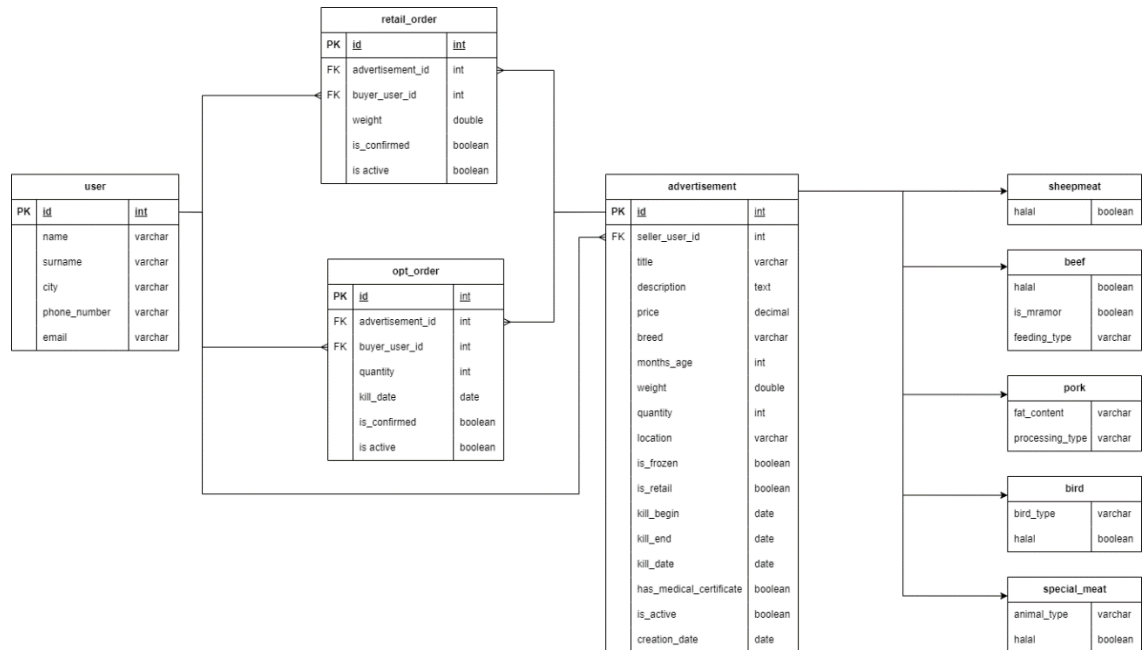 retail_order
PK id int
FK advertisement_id int
FK buyer_user_id int
weight double
is_confirmed boolean
is active boolean
user
PK id int
name varchar
surname varchar
city varchar
phone_number varchar
email varchar
opt_order
PK id int
FK advertisement_id int
FK buyer_user_id int
quantity int
kill_date date
is_confirmed boolean
is active boolean
advertisement
PK id int
FK seller_user_id int
title varchar
description text
price decimal
breed varchar
months_age int
weight double
quantity int
location varchar
is_frozen boolean
is_retail boolean
kill_begin date
kill_end date
kill_date date
has_medical_certificate boolean
is_active boolean
creation_date date
sheepmeat
halal boolean
beef
halal boolean
is_mramor boolean
feeding_type varchar
pork
fat_content varchar
processing_type varchar
bird
bird_type varchar
halal boolean
special_meat
animal_type varchar
halal boolean